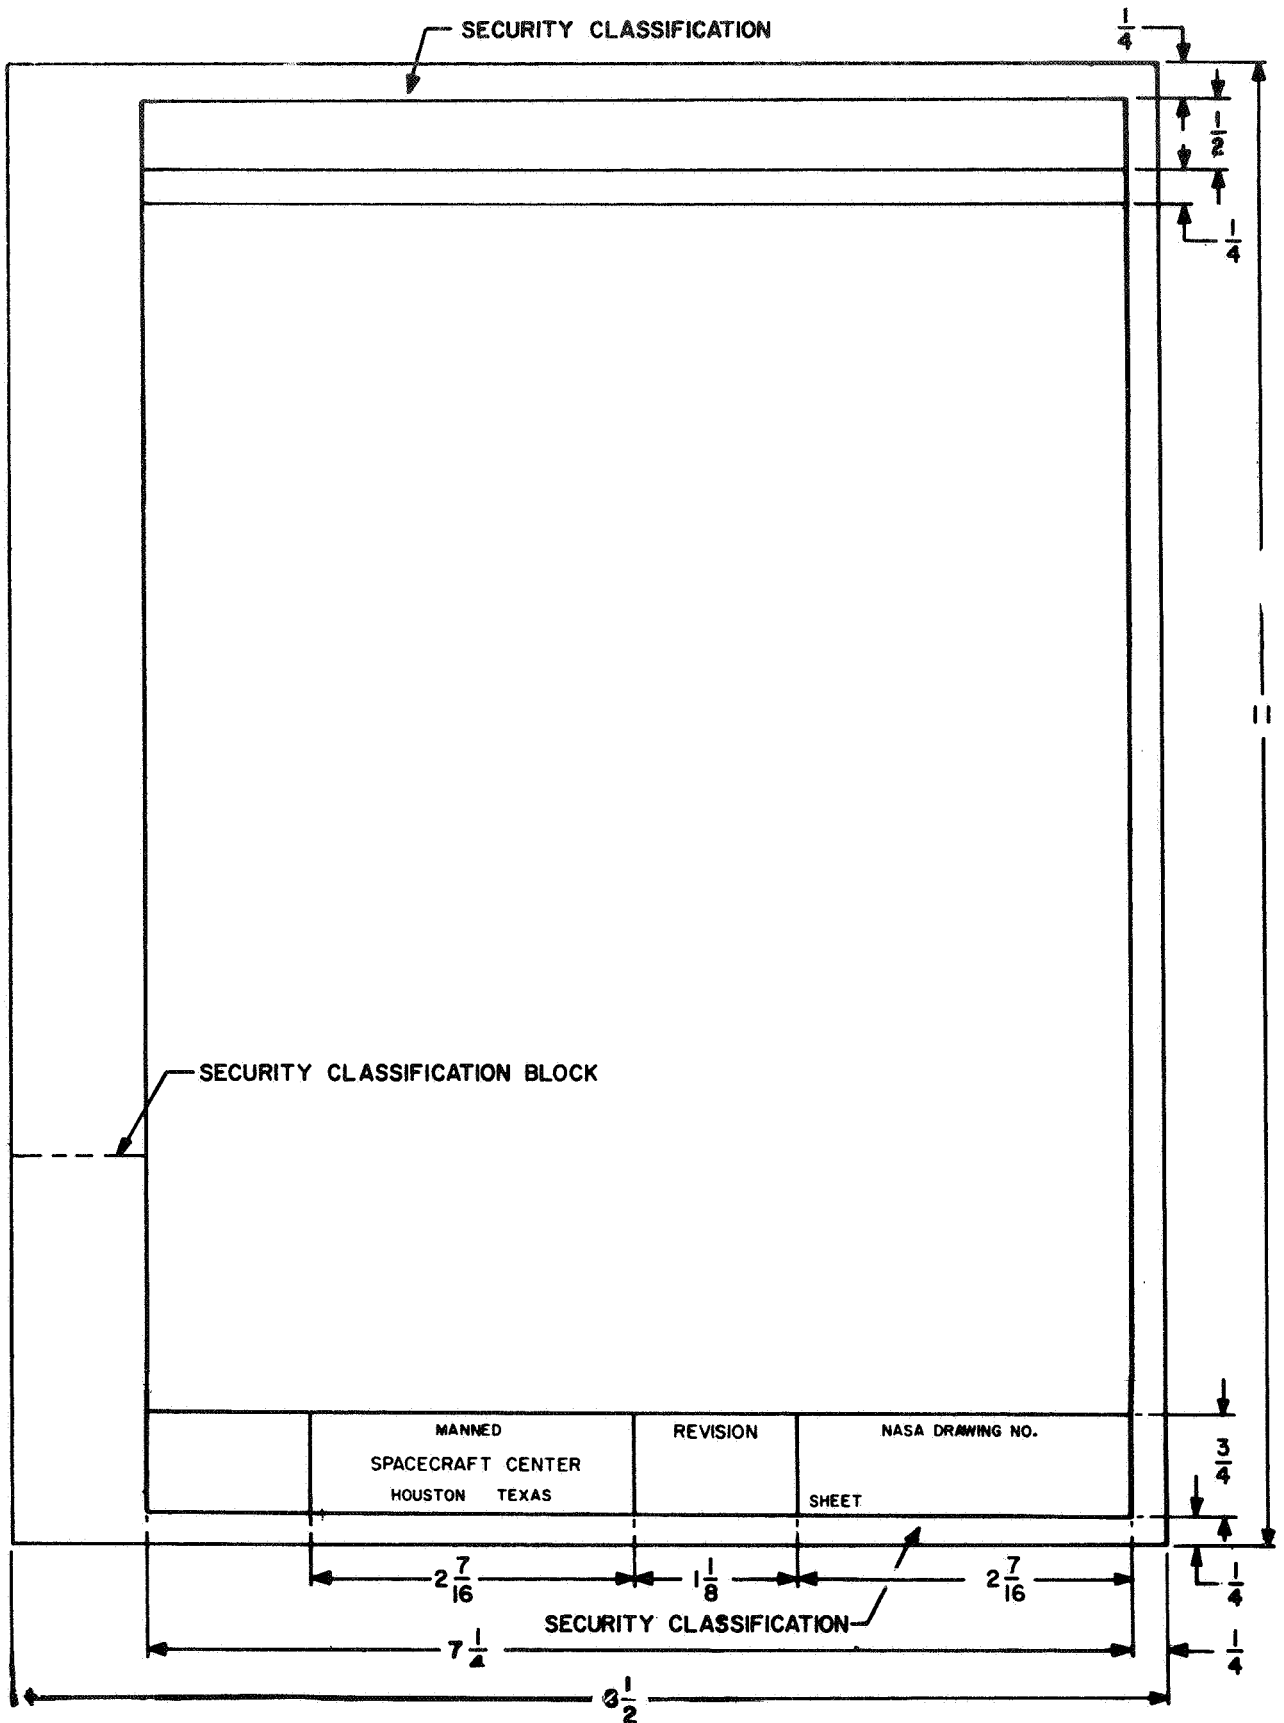 SECURITY CLASSIFICATION
1/4
1/2
1/4
11
SECURITY CLASSIFICATION BLOCK
MANNED
SPACECRAFT CENTER
HOUSTON TEXAS
REVISION
NASA DRAWING NO.
SHEET
3/4
2 7/16
1 1/8
2 7/16
1/4
SECURITY CLASSIFICATION
7 1/4
1/4
8 1/2